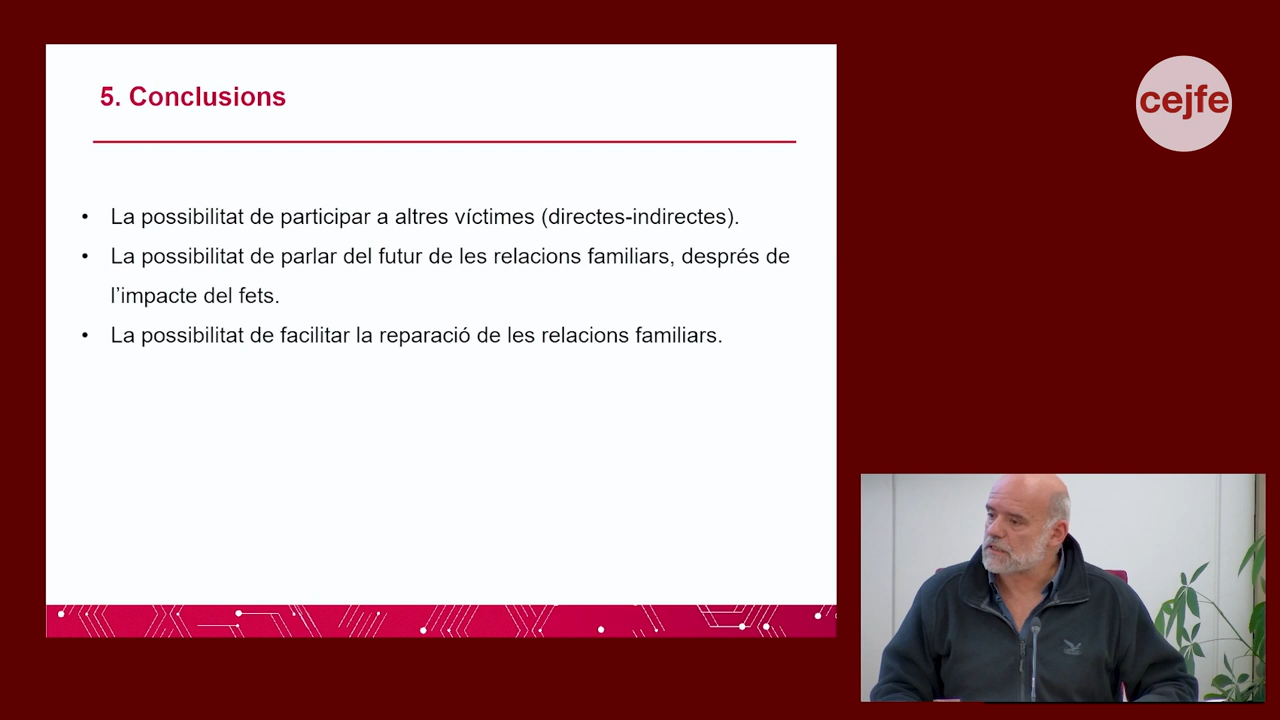 5. Conclusions
cejfe
• La possibilitat de participar a altres víctimes (directes-indirectes).
• La possibilitat de parlar del futur de les relacions familiars, després de
l’impacte del fets.
• La possibilitat de facilitar la reparació de les relacions familiars.